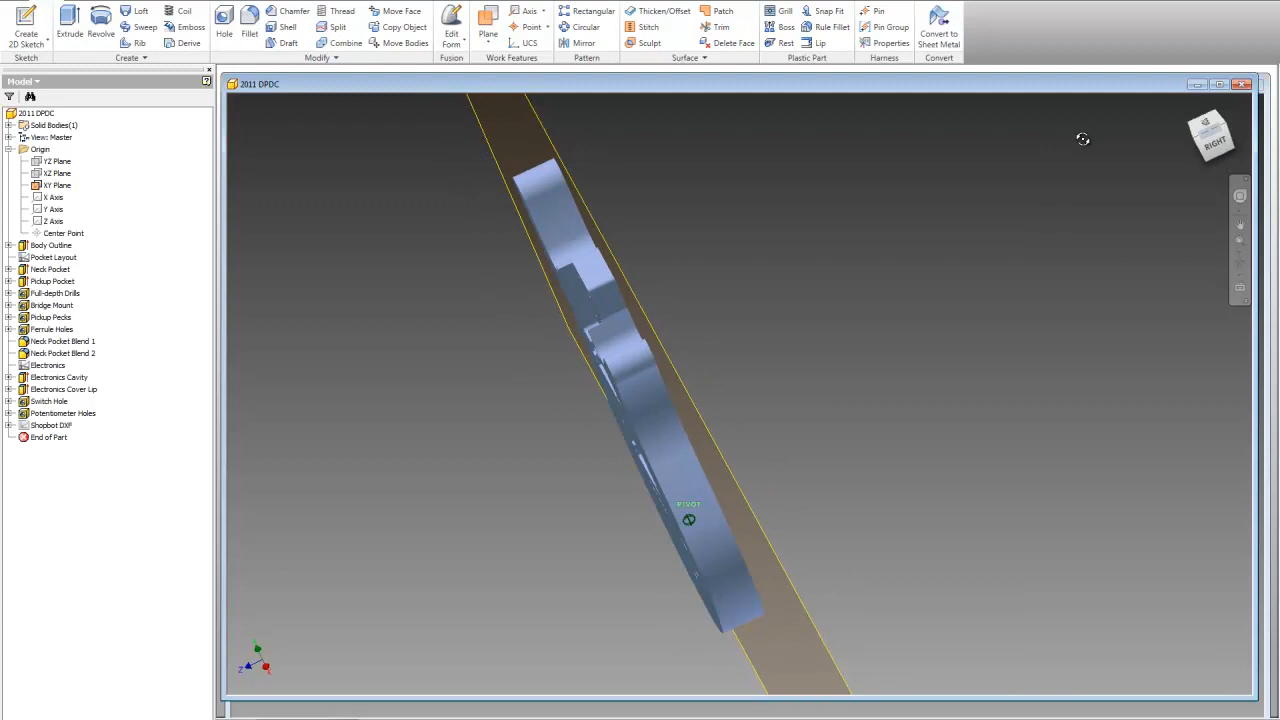 Create
2D Sketch
Sketch
Extrude
Revolve
Loft
Sweep
Rib
Coil
Emboss
Derive
Create
Hole
Fillet
Chamfer
Shell
Draft
Thread
Split
Combine
Move Face
Copy Object
Move Bodies
Modify
Edit
Form
Fusion
Plane
Axis
Point
UCS
Work Features
Rectangular
Circular
Mirror
Pattern
Thicken/Offset
Stitch
Sculpt
Patch
Trim
Delete Face
Surface
Grill
Boss
Rest
Snap Fit
Rule Fillet
Lip
Plastic Part
Pin
Pin Group
Properties
Harness
Convert to
Sheet Metal
Convert
Model
2011 DPDC
Solid Bodies(1)
View: Master
Origin
YZ Plane
XZ Plane
XY Plane
X Axis
Y Axis
Z Axis
Center Point
Body Outline
Pocket Layout
Neck Pocket
Pickup Pocket
Full-depth Drills
Bridge Mount
Pickup Pecks
Ferrule Holes
Neck Pocket Blend 1
Neck Pocket Blend 2
Electronics
Electronics Cavity
Electronics Cover Lip
Switch Hole
Potentiometer Holes
Shopbot DXF
End of Part
2011 DPDC
RIGHT
PIVOT
Z